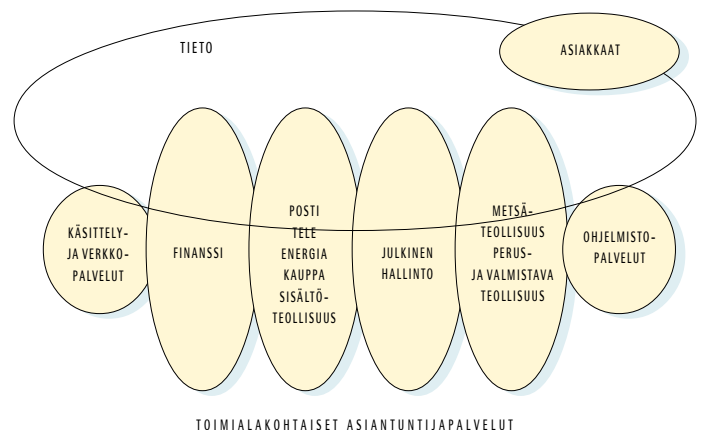 TIETO
ASIAKKAAT
KÄSITTELY-
JA VERKKO-
PALVELUT
FINANSSI
POSTI
TELE
ENERGIA
KAUPPA
SISÄLTÖ-
TEOLLISUUS
JULKINEN
HALLINTO
METSÄ-
TEOLLISUUS
PERUS-
JA VALMISTAVA
TEOLLISUUS
OHJELMISTO-
PALVELUT
TOIMIALAKOHTAISET ASIANTUNTIJAPALVELUT